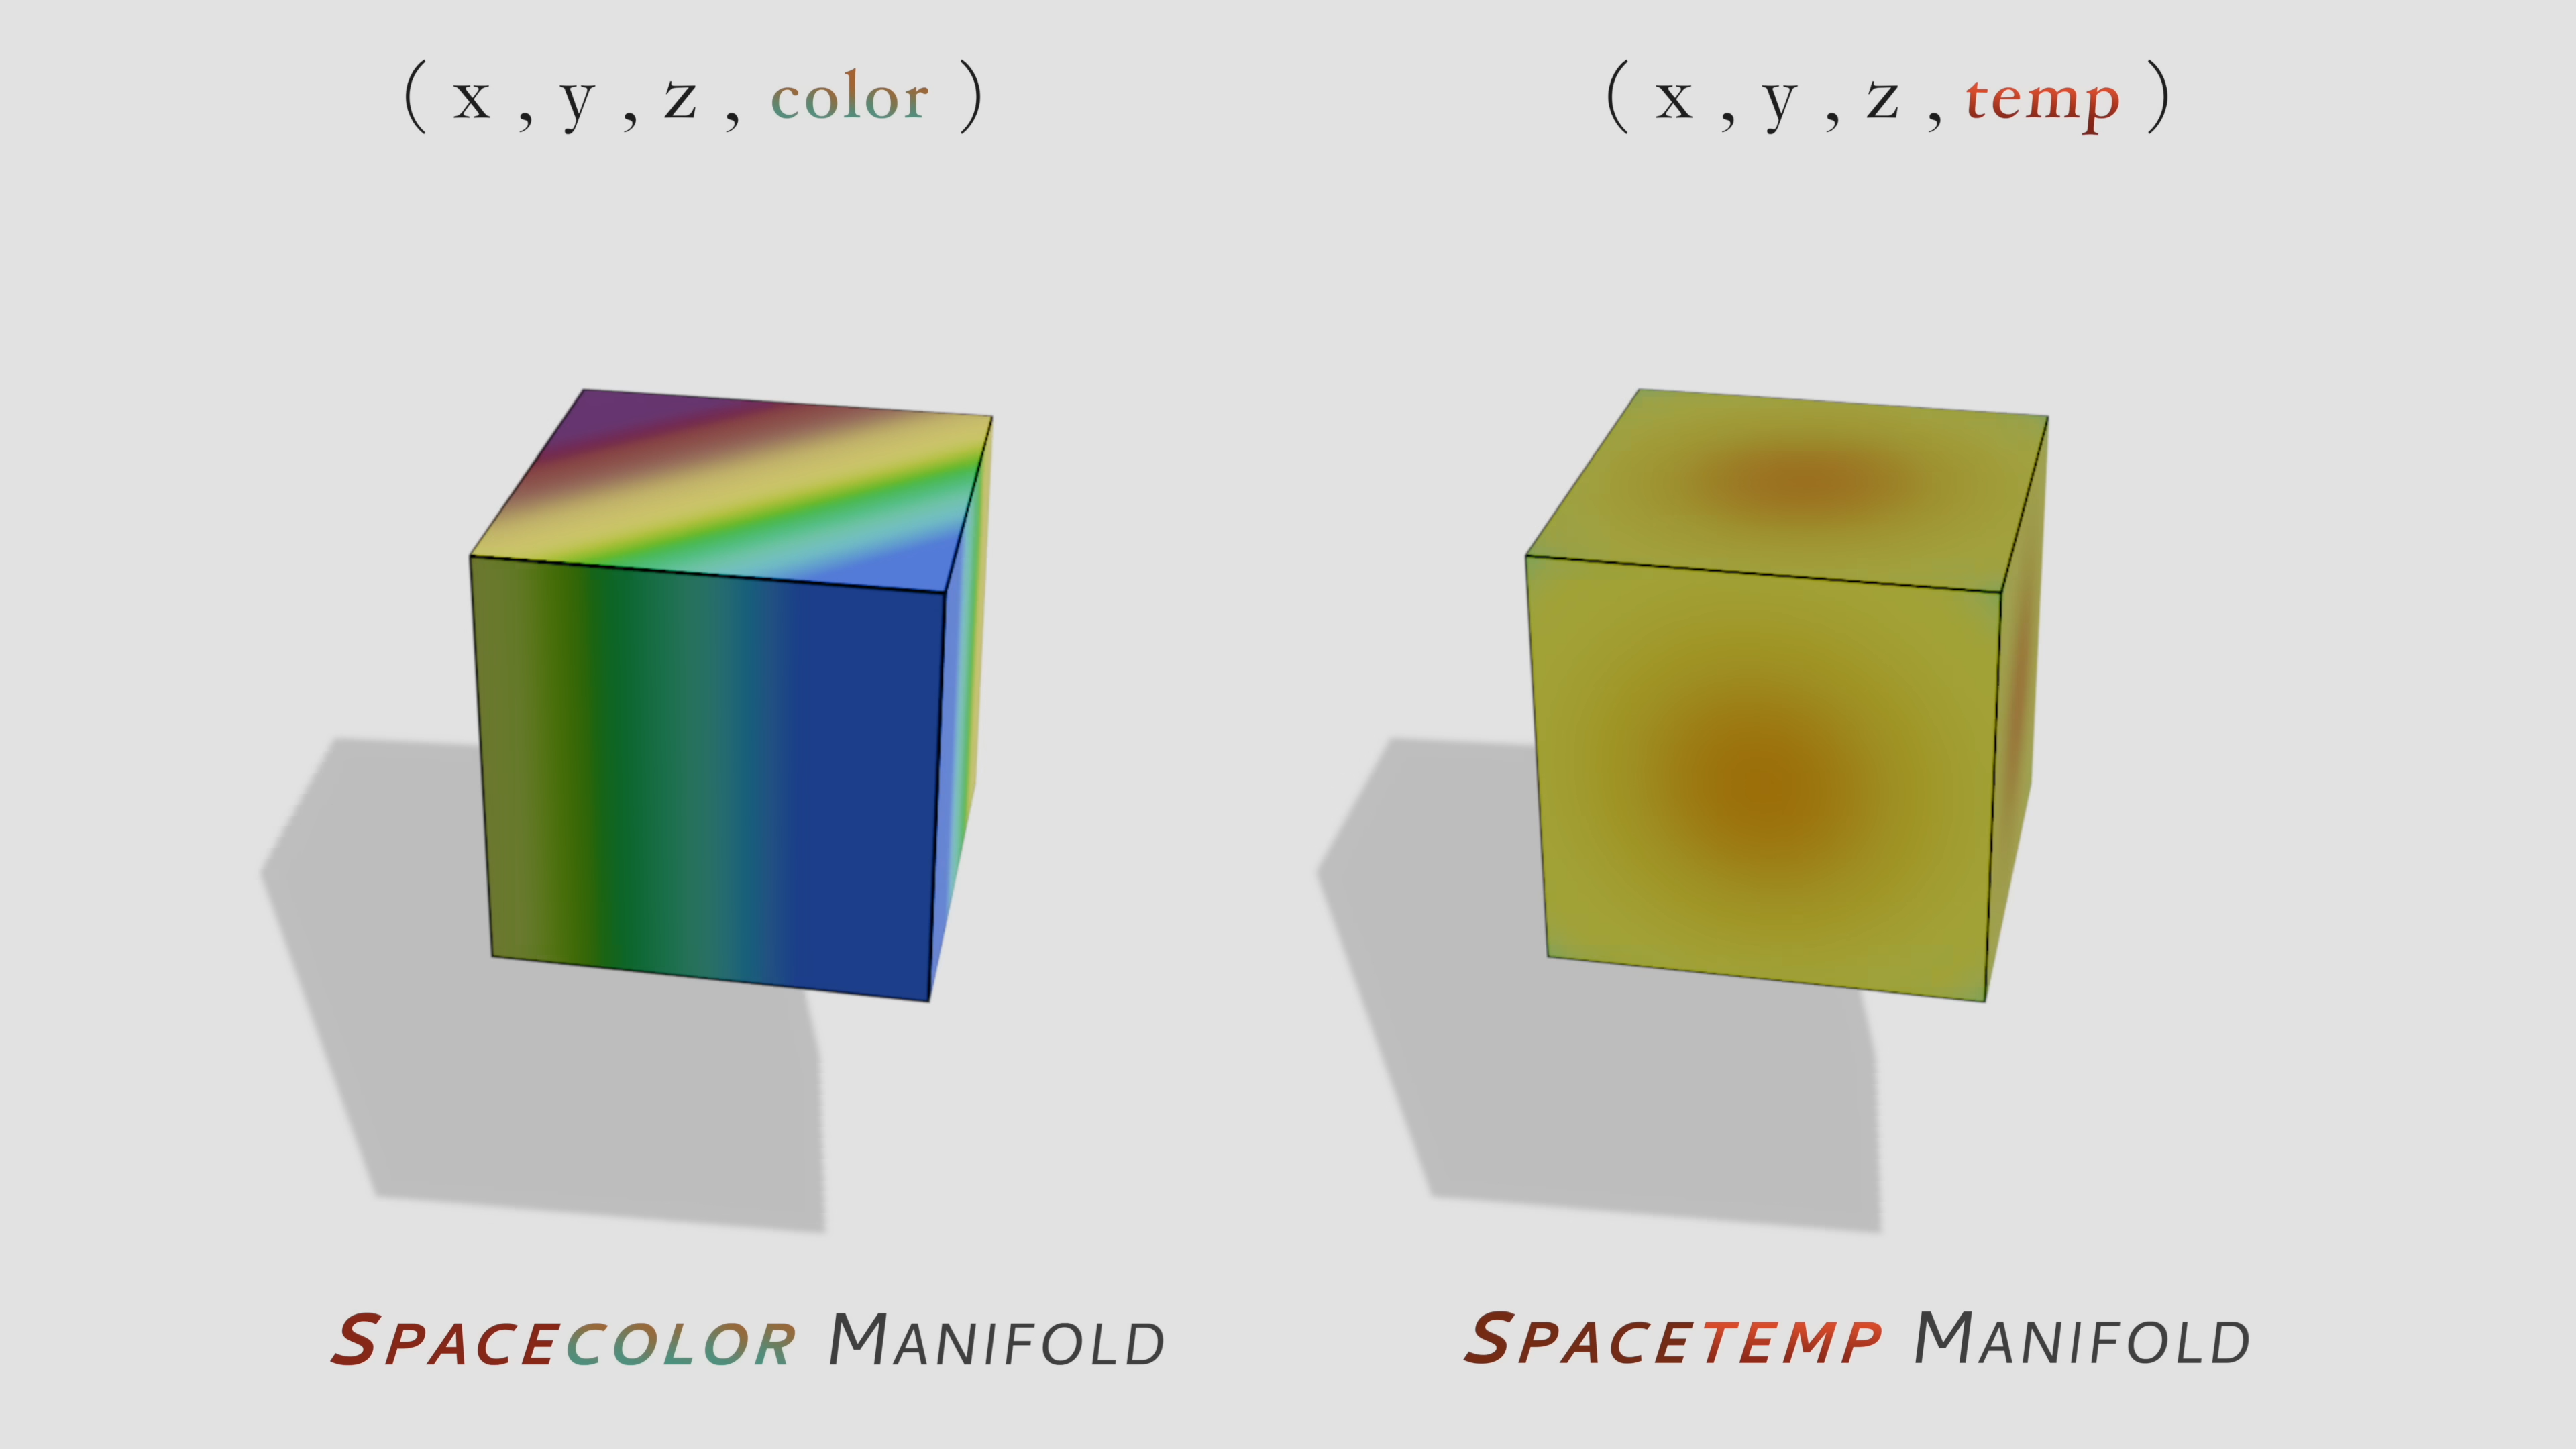 ( x , y , z , color )
( x , y , z , temp )
SPACECOLOR MANIFOLD
SPACETEMP MANIFOLD